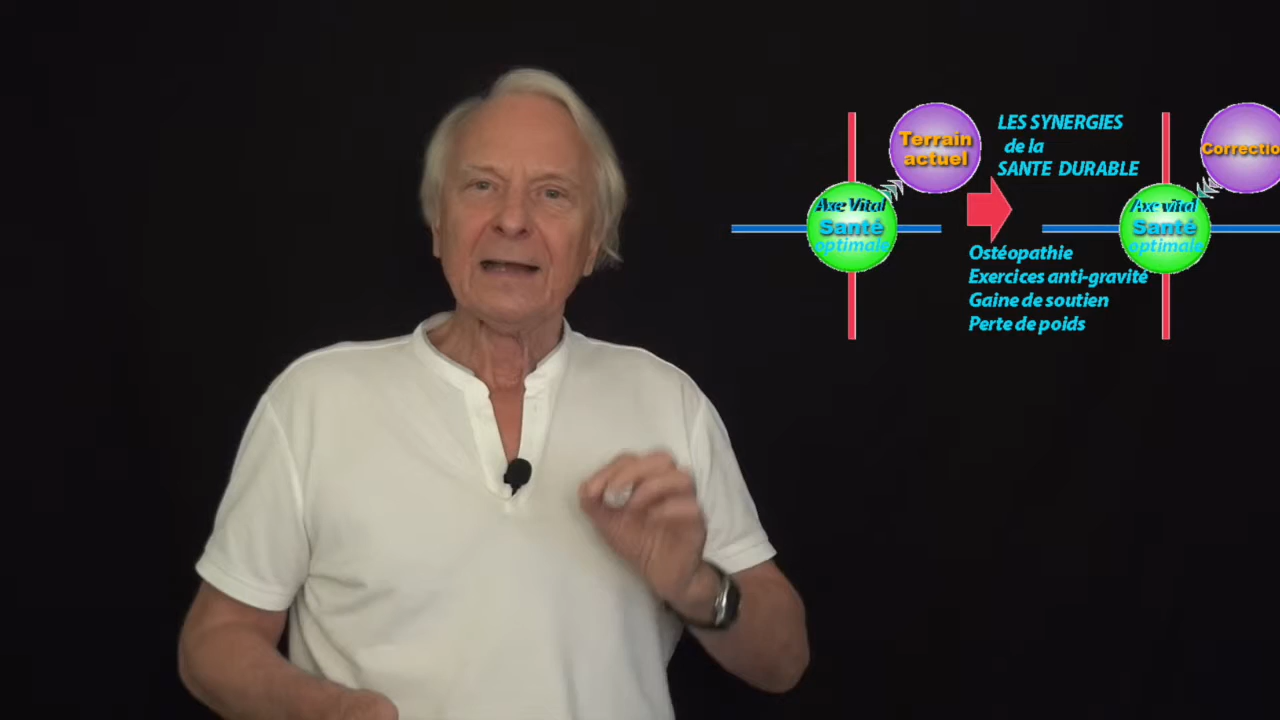 Terrain
actuel
Axe Vital
Santé
optimale
LES SYNERGIES
de la
SANTE DURABLE
Ostéopathie
Exercices anti-gravité
Gaine de soutien
Perte de poids
Correctio
Axe vital
Santé
optimale